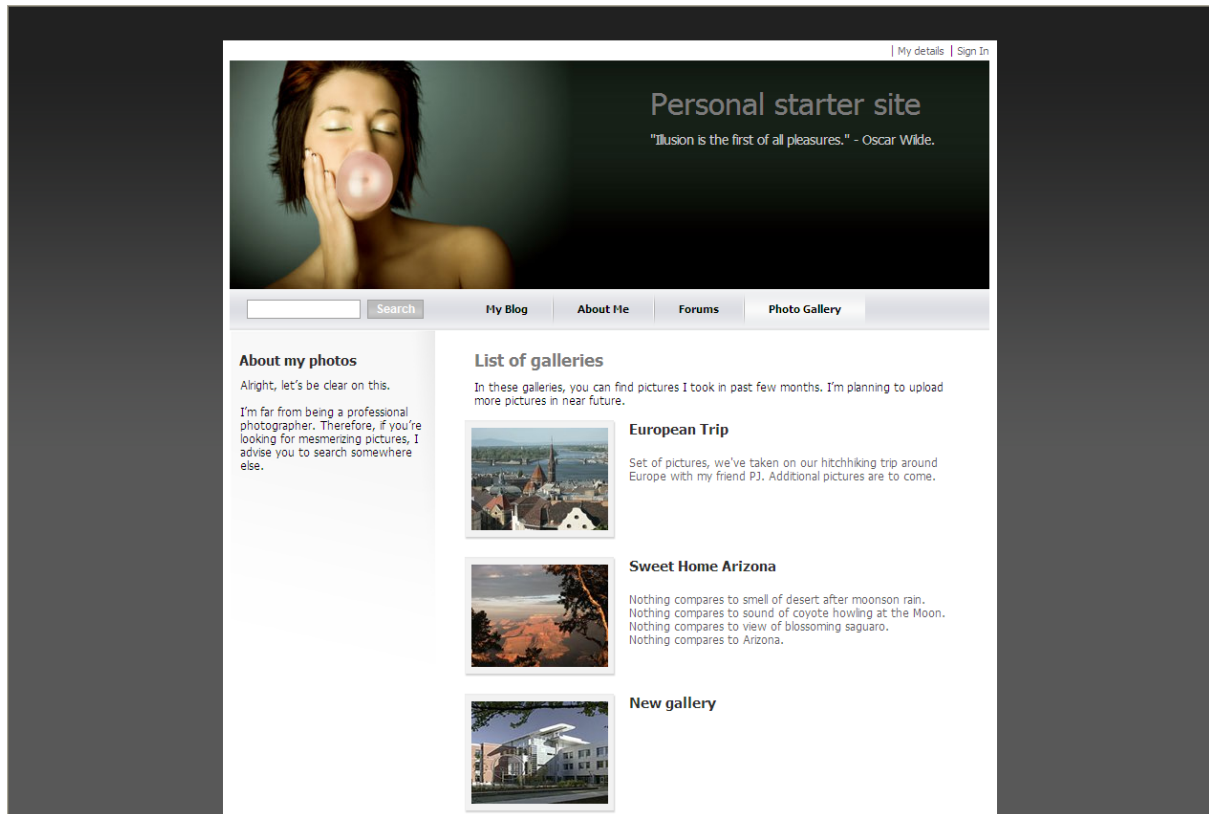 My details | Sign In
Personal starter site
"Illusion is the first of all pleasures." - Oscar Wilde.
Search
My Blog
About Me
Forums
Photo Gallery
About my photos
Alright, let's be clear on this.
I'm far from being a professional
photographer. Therefore, if you're
looking for mesmerizing pictures, I
advise you to search somewhere
else.
List of galleries
In these galleries, you can find pictures I took in past few months. I'm planning to upload
more pictures in near future.
European Trip
Set of pictures, we've taken on our hitchhiking trip around
Europe with my friend PJ. Additional pictures are to come.
Sweet Home Arizona
Nothing compares to smell of desert after moonson rain.
Nothing compares to sound of coyote howling at the Moon.
Nothing compares to view of blossoming saguaro.
Nothing compares to Arizona.
New gallery